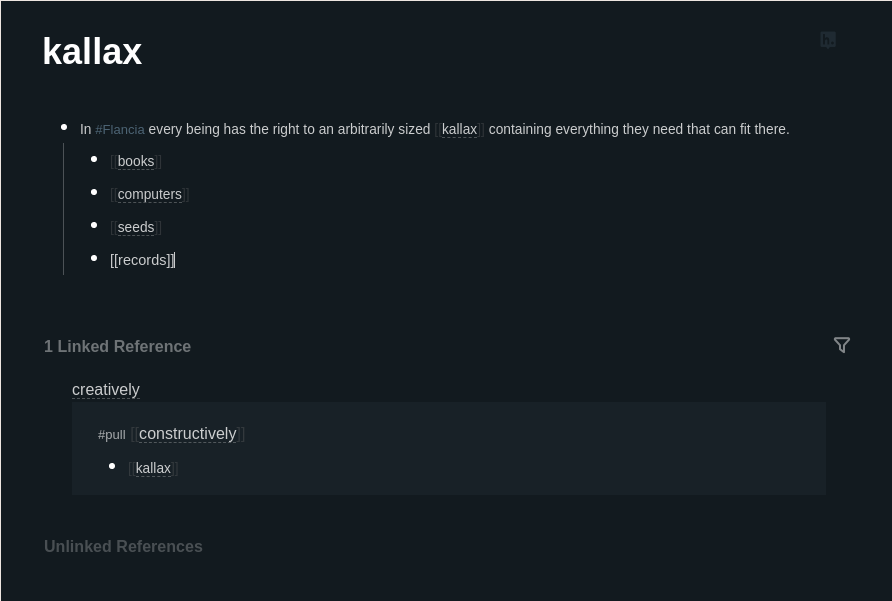 kallax
In #Flancia every being has the right to an arbitrarily sized [[kallax]] containing everything they need that can fit there.
[[books]]
[[computers]]
[[seeds]]
[[records]]
1 Linked Reference
creatively
#pull [[constructively]]
[[kallax]]
Unlinked References